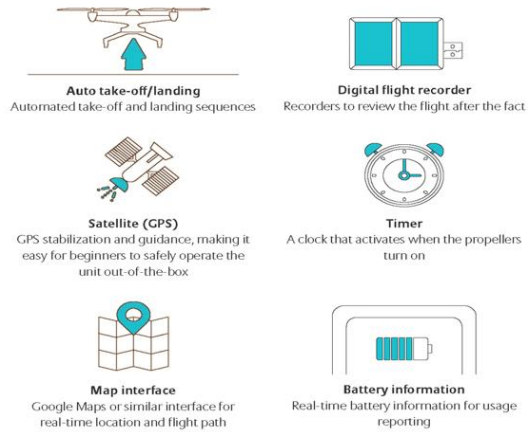 Auto take-off/landing
Automated take-off and landing sequences
Digital flight recorder
Recorders to review the flight after the fact
Satellite (GPS)
GPS stabilization and guidance, making it
easy for beginners to safely operate the
unit out-of-the-box
Timer
A clock that activates when the propellers
turn on
Map interface
Google Maps or similar interface for
real-time location and flight path
Battery information
Real-time battery information for usage
reporting